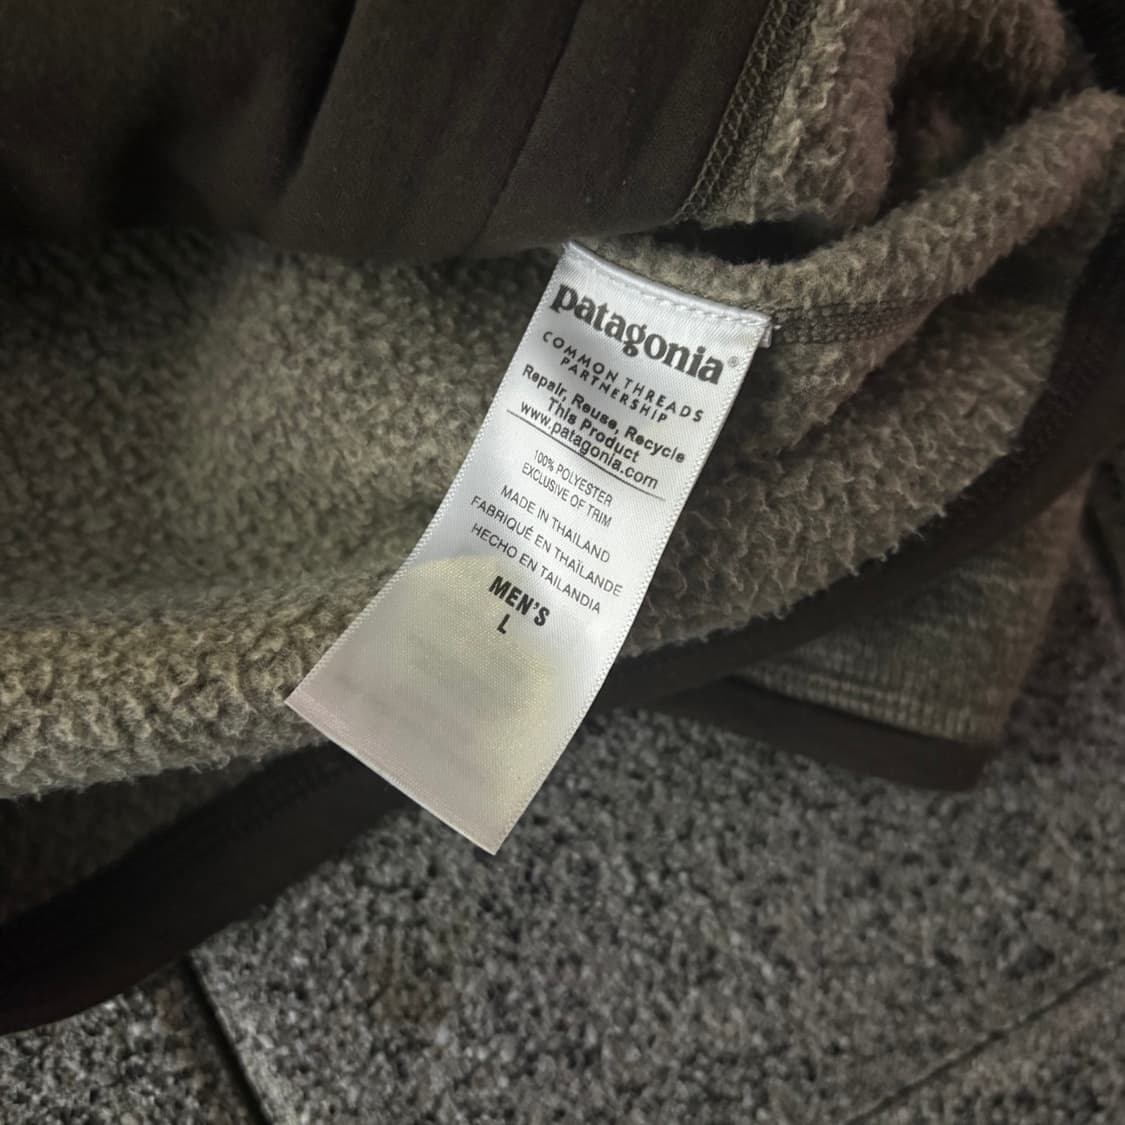 patagonia®
COMMON THREADS
PARTNERSHIP
Repair, Reuse, Recycle
This Product
www.patagonia.com
100% POLYESTER
EXCLUSIVE OF TRIM
MADE IN THAILAND
FABRIQUÉ EN THAÏLANDE
HECHO EN TAILANDIA
MEN'S
L